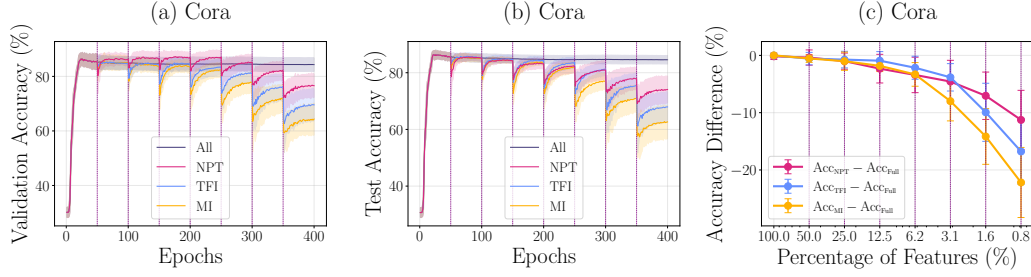 (a) Cora
Validation Accuracy (%)
80
60
40
0
100
200
300
400
Epochs
All
NPT
TFI
MI
(b) Cora
Test Accuracy (%)
80
60
40
0
100
200
300
400
Epochs
All
NPT
TFI
MI
(c) Cora
Accuracy Difference (%)
0
−10
−20
100.0
50.0
25.0
12.5
6.2
3.1
1.6
0.8
Percentage of Features (%)
Acc_NPT − Acc_Full
Acc_TFI − Acc_Full
Acc_MI − Acc_Full